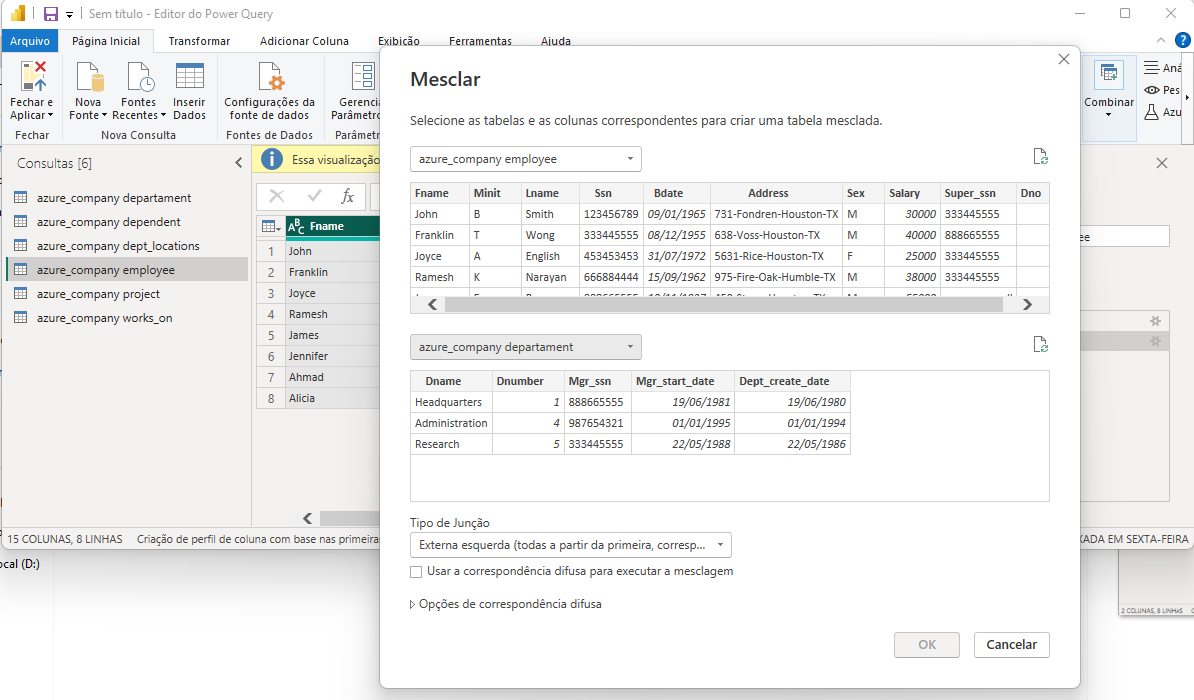 Sem título - Editor do Power Query
Arquivo Página Inicial Transformar Adicionar Coluna Exibição Ferramentas Ajuda
Fechar e Aplicar
Fechar
Nova Fonte
Fontes Recentes
Inserir Dados
Nova Consulta
Configurações da fonte de dados
Fontes de Dados
Gerencia
Parâmetro
Parâmet
Combinar
Aná
Pes
Azu
Consultas [6]
azure_company departament
azure_company dependent
azure_company dept_locations
azure_company employee
azure_company project
azure_company works_on
Essa visualização
fx
ABC Fname
1 John
2 Franklin
3 Joyce
4 Ramesh
5 James
6 Jennifer
7 Ahmad
8 Alicia
15 COLUNAS, 8 LINHAS Criação de perfil de coluna com base nas primeiras
Mesclar
Selecione as tabelas e as colunas correspondentes para criar uma tabela mesclada.
azure_company employee
Fname Minit Lname Ssn Bdate Address Sex Salary Super_ssn Dno
John B Smith 123456789 09/01/1965 731-Fondren-Houston-TX M 30000 333445555
Franklin T Wong 333445555 08/12/1955 638-Voss-Houston-TX M 40000 888665555
Joyce A English 453453453 31/07/1972 5631-Rice-Houston-TX F 25000 333445555
Ramesh K Narayan 666884444 15/09/1962 975-Fire-Oak-Humble-TX M 38000 333445555
azure_company departament
Dname Dnumber Mgr_ssn Mgr_start_date Dept_create_date
Headquarters 1 888665555 19/06/1981 19/06/1980
Administration 4 987654321 01/01/1995 01/01/1994
Research 5 333445555 22/05/1988 22/05/1986
Tipo de Junção
Externa esquerda (todas a partir da primeira, corresp...
Usar a correspondência difusa para executar a mesclagem
Opções de correspondência difusa
OK Cancelar
ee
XADA EM SEXTA-FEIRA
ocal (D:)
2 COLUNAS, 8 LINHAS